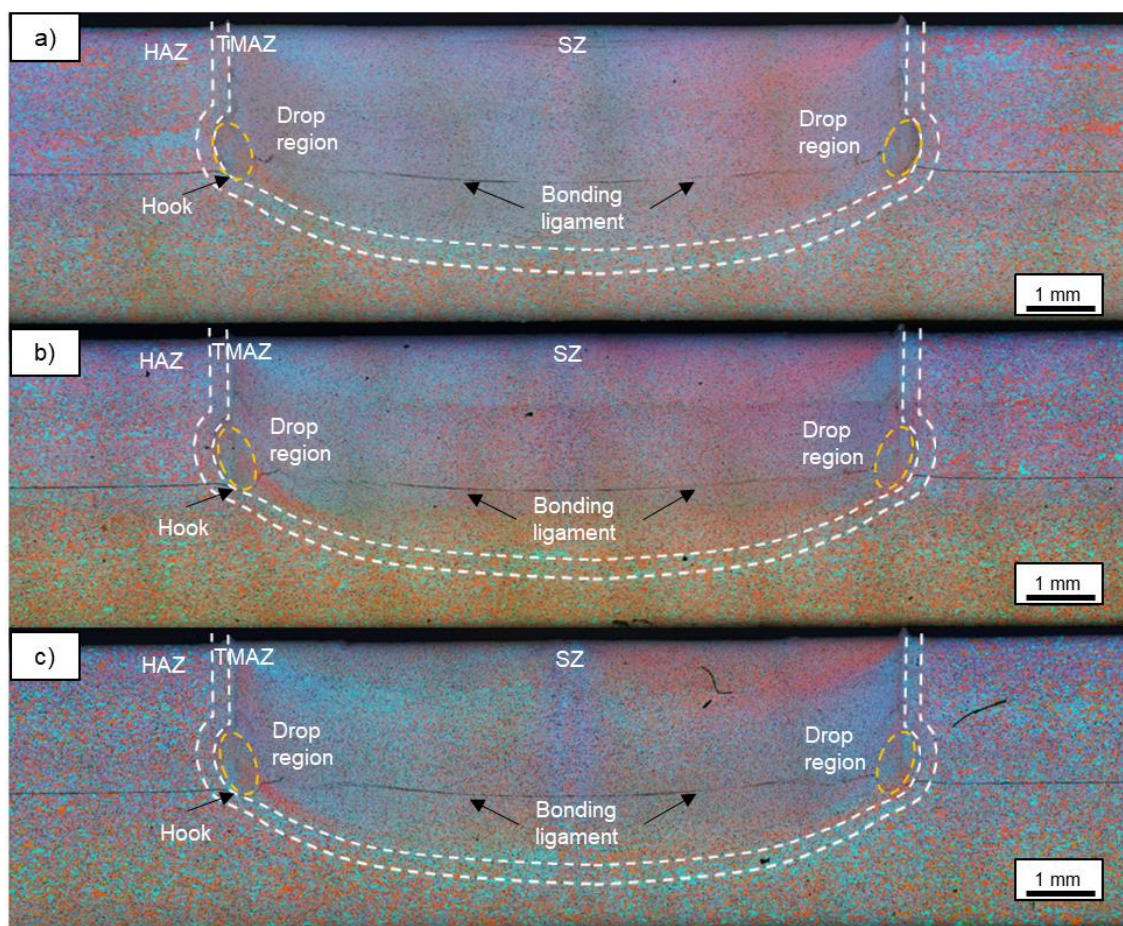 a)
HAZ
TMAZ
SZ
Drop
region
Drop
region
Hook
Bonding
ligament
1 mm
b)
HAZ
TMAZ
SZ
Drop
region
Drop
region
Hook
Bonding
ligament
1 mm
c)
HAZ
TMAZ
SZ
Drop
region
Drop
region
Hook
Bonding
ligament
1 mm